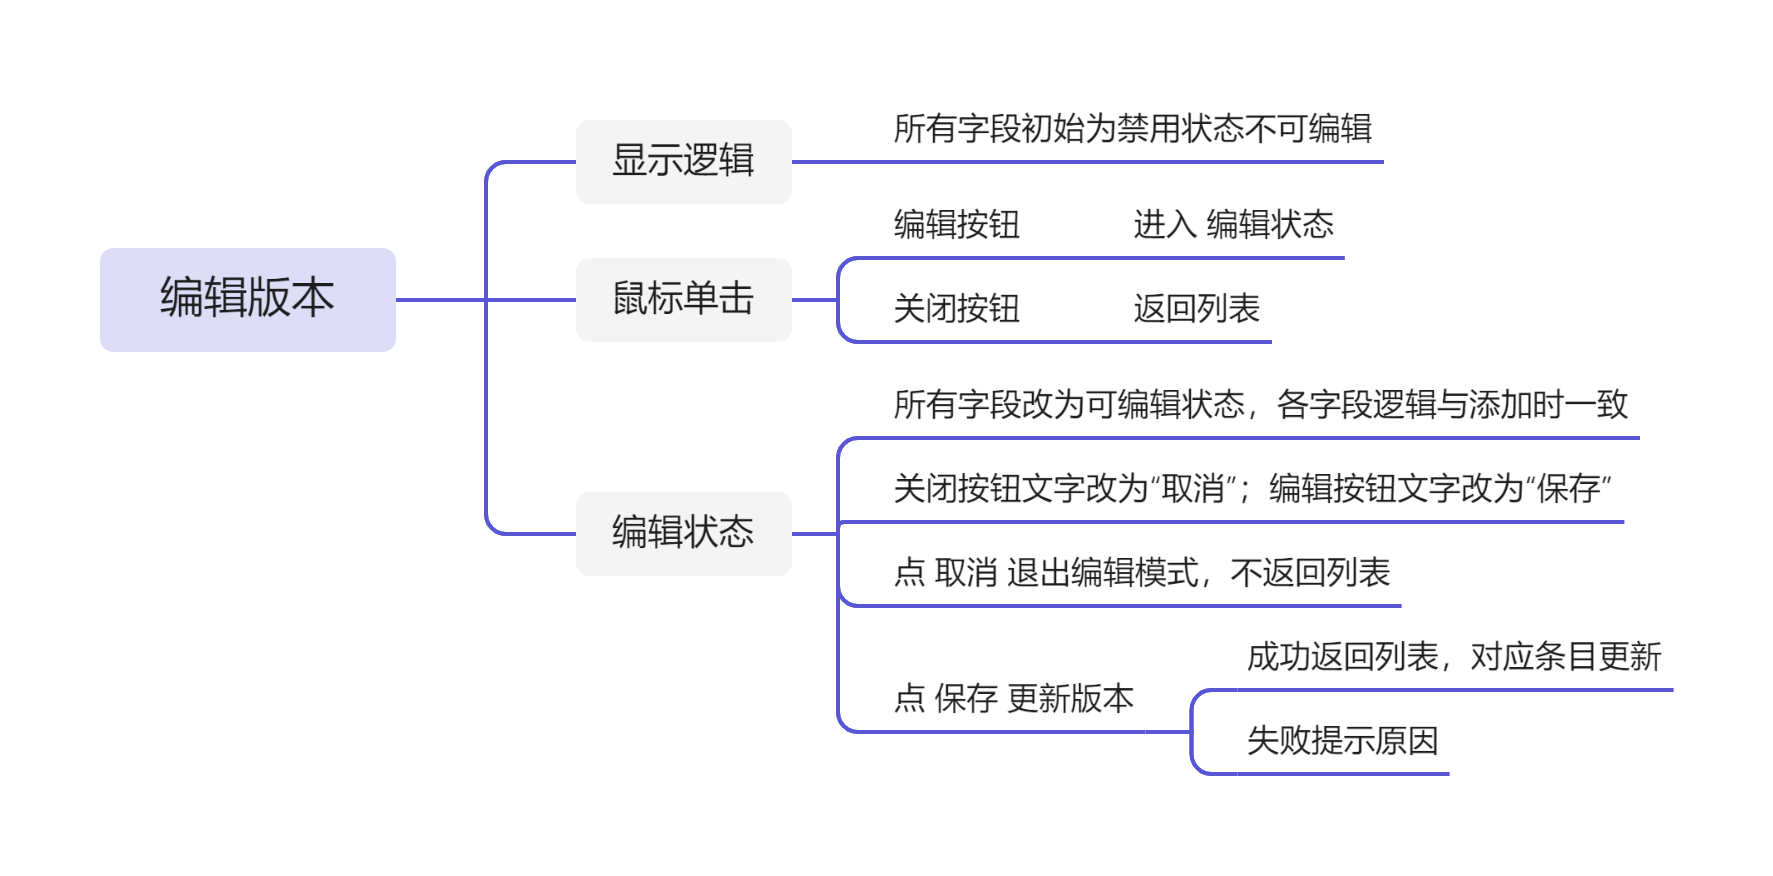 编辑版本
显示逻辑
所有字段初始为禁用状态不可编辑
鼠标单击
编辑按钮 进入 编辑状态
关闭按钮 返回列表
编辑状态
所有字段改为可编辑状态，各字段逻辑与添加时一致
关闭按钮文字改为“取消”；编辑按钮文字改为“保存”
点 取消 退出编辑模式，不返回列表
点 保存 更新版本
成功返回列表，对应条目更新
失败提示原因